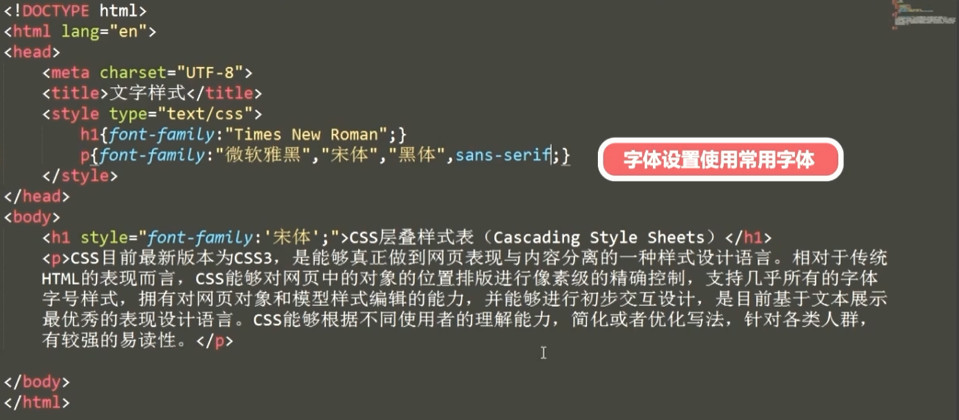 <!DOCTYPE html>
<html lang="en">
<head>
    <meta charset="UTF-8">
    <title>文字样式</title>
    <style type="text/css">
        h1{font-family:"Times New Roman";}
        p{font-family:"微软雅黑","宋体","黑体",sans-serif;}
字体设置使用常用字体
    </style>
</head>
<body>
    <h1 style="font-family:'宋体';">CSS层叠样式表（Cascading Style Sheets）</h1>
    <p>CSS目前最新版本为CSS3，是能够真正做到网页表现与内容分离的一种样式设计语言。相对于传统
    HTML的表现而言，CSS能够对网页中的对象的位置排版进行像素级的精确控制，支持几乎所有的字体
    字号样式，拥有对网页对象和模型样式编辑的能力，并能够进行初步交互设计，是目前基于文本展示
    最优秀的表现设计语言。CSS能够根据不同使用者的理解能力，简化或者优化写法，针对各类人群，
    有较强的易读性。</p>
</body>
</html>